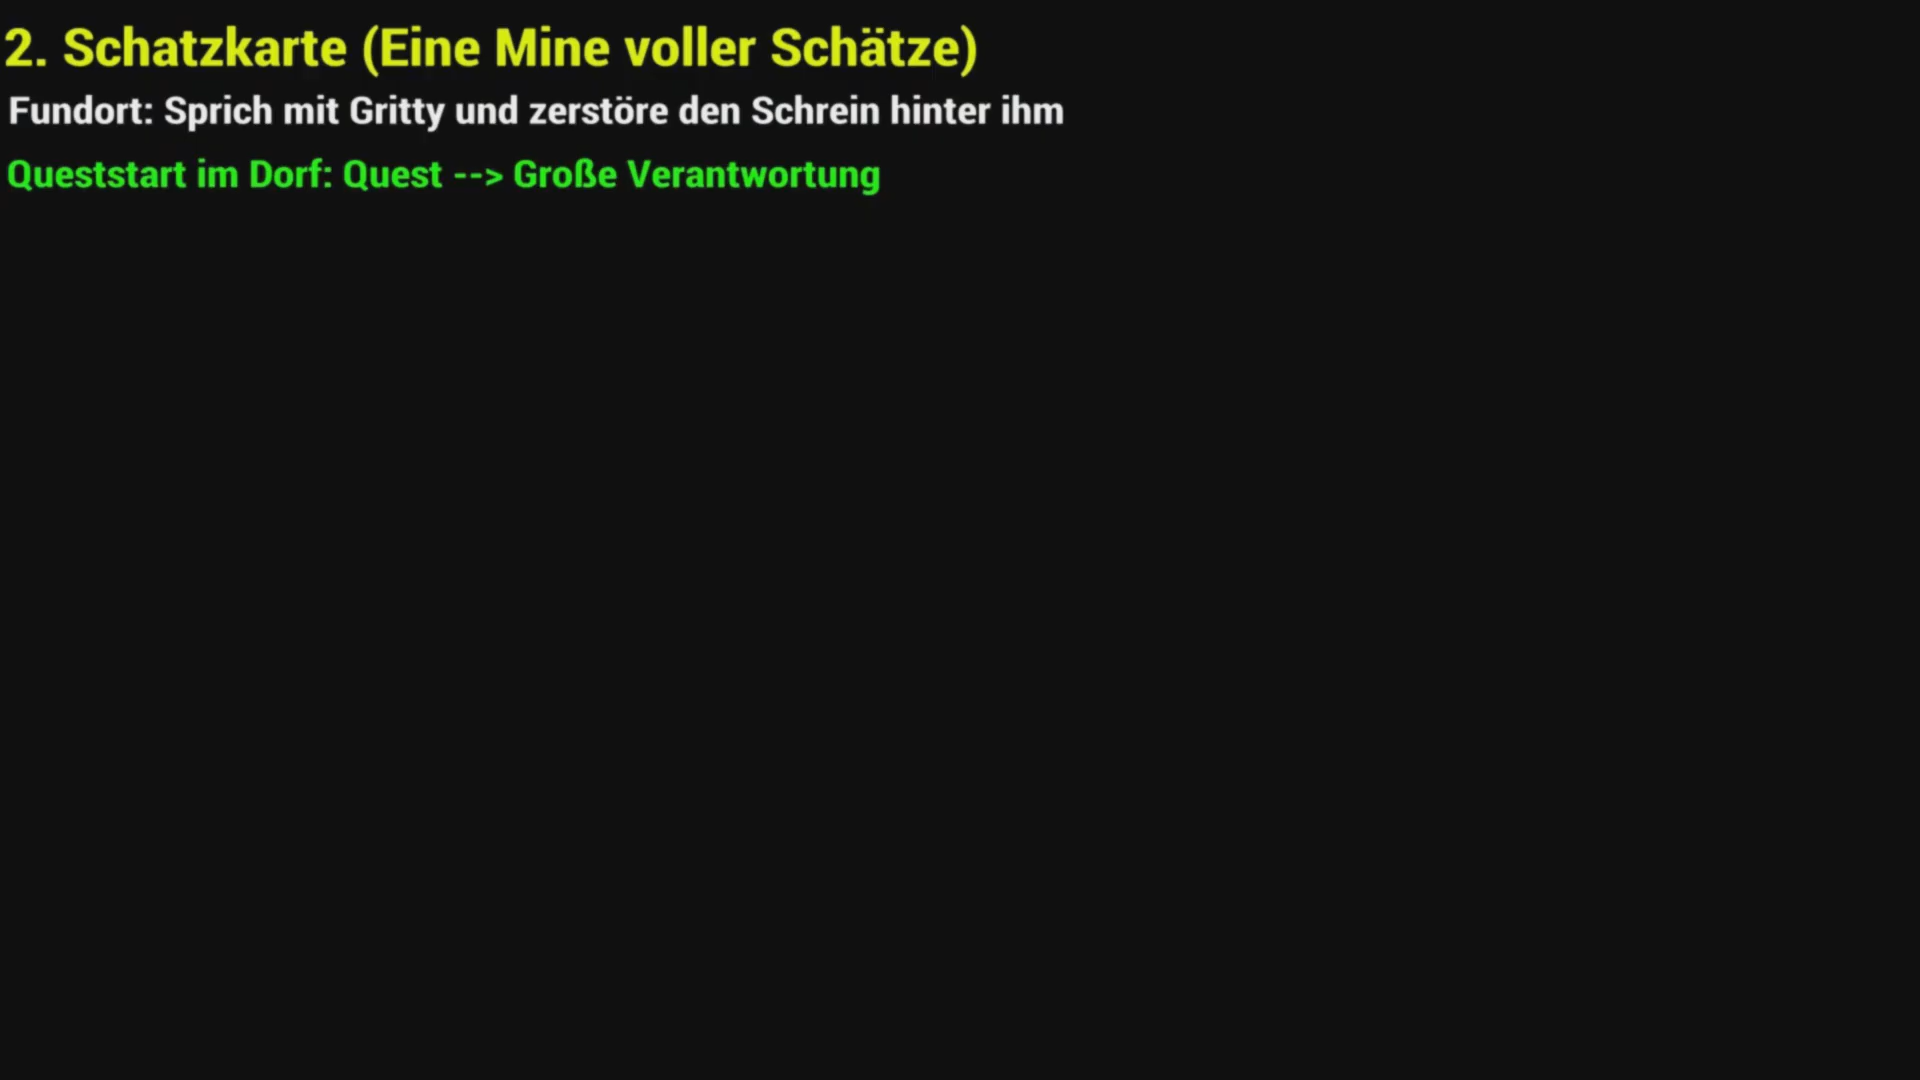 2. Schatzkarte (Eine Mine voller Schätze)
Fundort: Sprich mit Gritty und zerstöre den Schrein hinter ihm
Queststart im Dorf: Quest --> Große Verantwortung